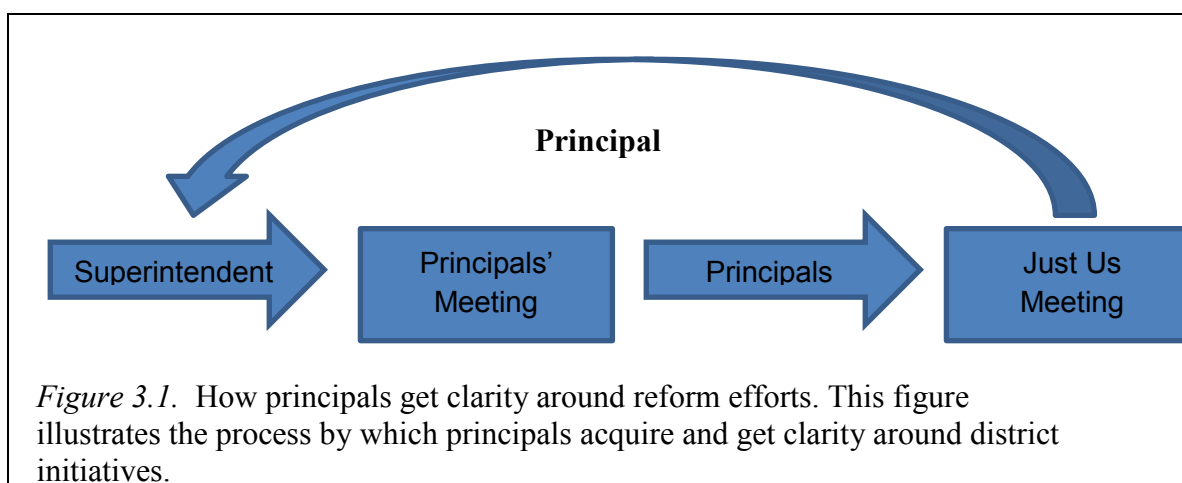 Principal
Superintendent
Principals’
Meeting
Principals
Just Us
Meeting
Figure 3.1. How principals get clarity around reform efforts. This figure
illustrates the process by which principals acquire and get clarity around district
initiatives.